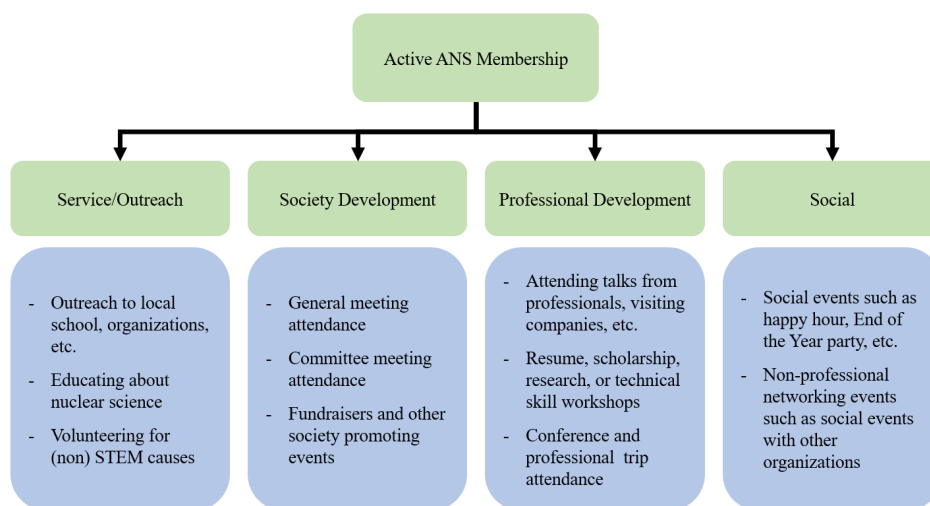 Active ANS Membership
Service/Outreach
Society Development
Professional Development
Social
- Outreach to local
school, organizations,
etc.
- Educating about
nuclear science
- Volunteering for
(non) STEM causes
- General meeting
attendance
- Committee meeting
attendance
- Fundraisers and other
society promoting
events
- Attending talks from
professionals, visiting
companies, etc.
- Resume, scholarship,
research, or technical
skill workshops
- Conference and
professional trip
attendance
- Social events such as
happy hour, End of
the Year party, etc.
- Non-professional
networking events
such as social events
with other
organizations